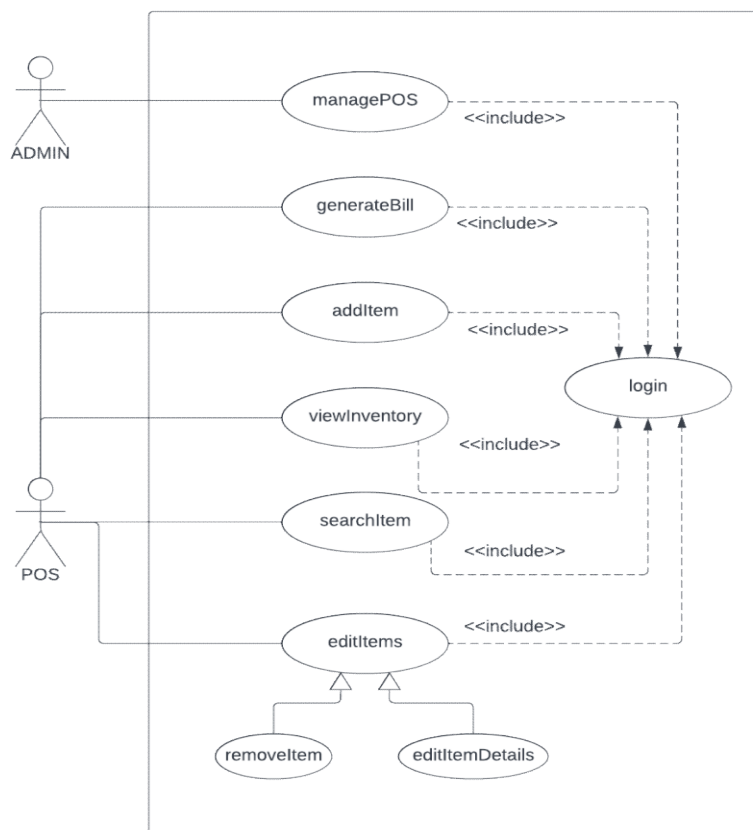 managePOS
<<include>>
ADMIN
generateBill
<<include>>
addItem
<<include>>
login
viewInventory
<<include>>
searchItem
<<include>>
POS
<<include>>
editItems
removeItem
editItemDetails